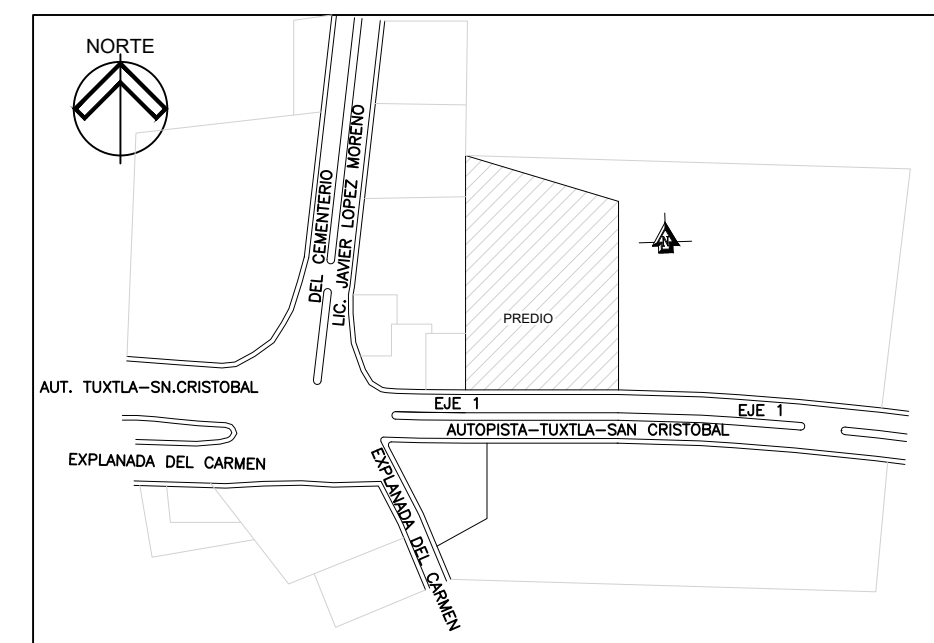 NORTE
DEL CEMENTERIO
LIC. JAVIER LOPEZ MORENO
N
PREDIO
AUT. TUXTLA-SN.CRISTOBAL
EJE 1
EJE 1
AUTOPISTA-TUXTLA-SAN CRISTOBAL
EXPLANADA DEL CARMEN
EXPLANADA DEL CARMEN